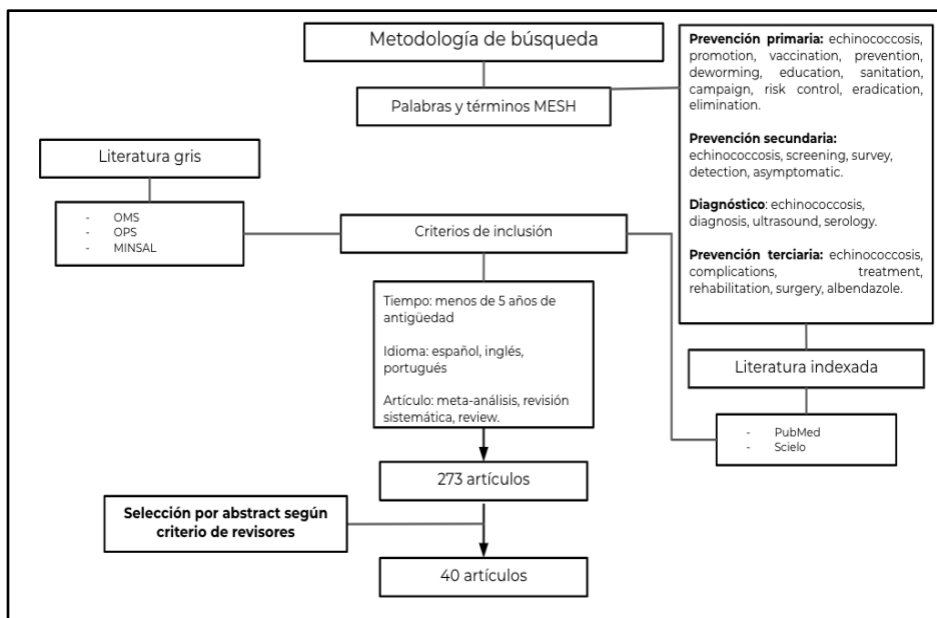 Metodología de búsqueda
Palabras y términos MESH
Prevención primaria: echinococcosis,
promotion, vaccination, prevention,
deworming, education, sanitation,
campaign, risk control, eradication,
elimination.
Prevención secundaria:
echinococcosis, screening, survey,
detection, asymptomatic.
Diagnóstico: echinococcosis,
diagnosis, ultrasound, serology.
Prevención terciaria: echinococcosis,
complications, treatment,
rehabilitation, surgery, albendazole.
Literatura gris
- OMS
- OPS
- MINSAL
Criterios de inclusión
Tiempo: menos de 5 años de
antigüedad
Idioma: español, inglés,
portugués
Artículo: meta-análisis, revisión
sistemática, review.
Literatura indexada
- PubMed
- Scielo
273 artículos
Selección por abstract según
criterio de revisores
40 artículos